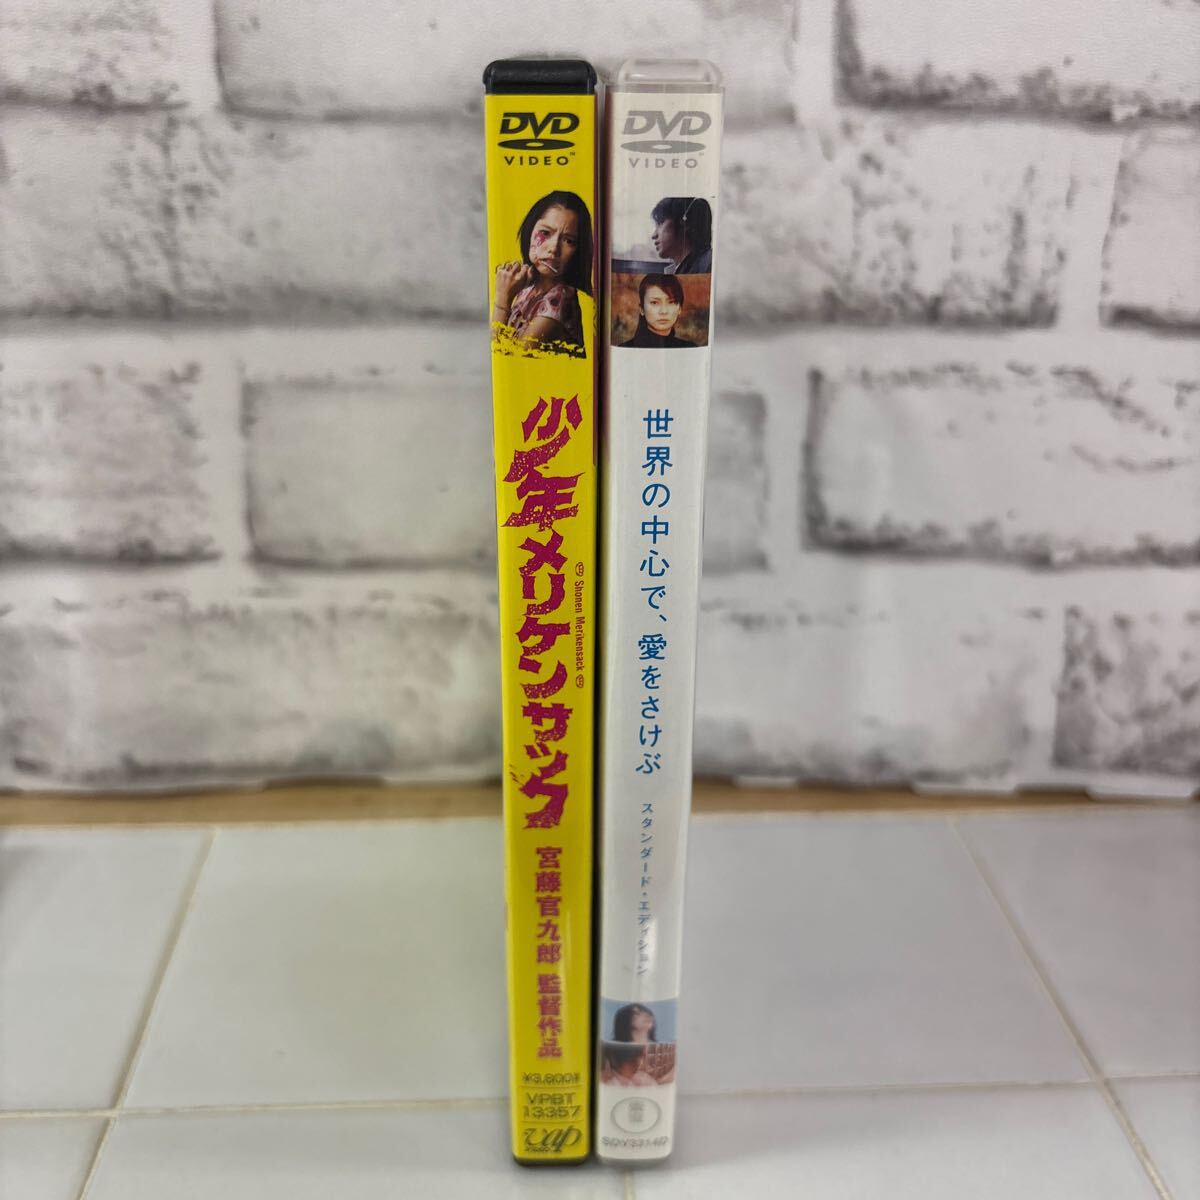 DVD
VIDEO™
少年メリケンサック
Shonen Merikensack
宮藤官九郎 監督作品
¥3,800
VPBT
13357
vap
DVD
VIDEO™
世界の中心で、愛をさけぶ
スタンダード・エディション